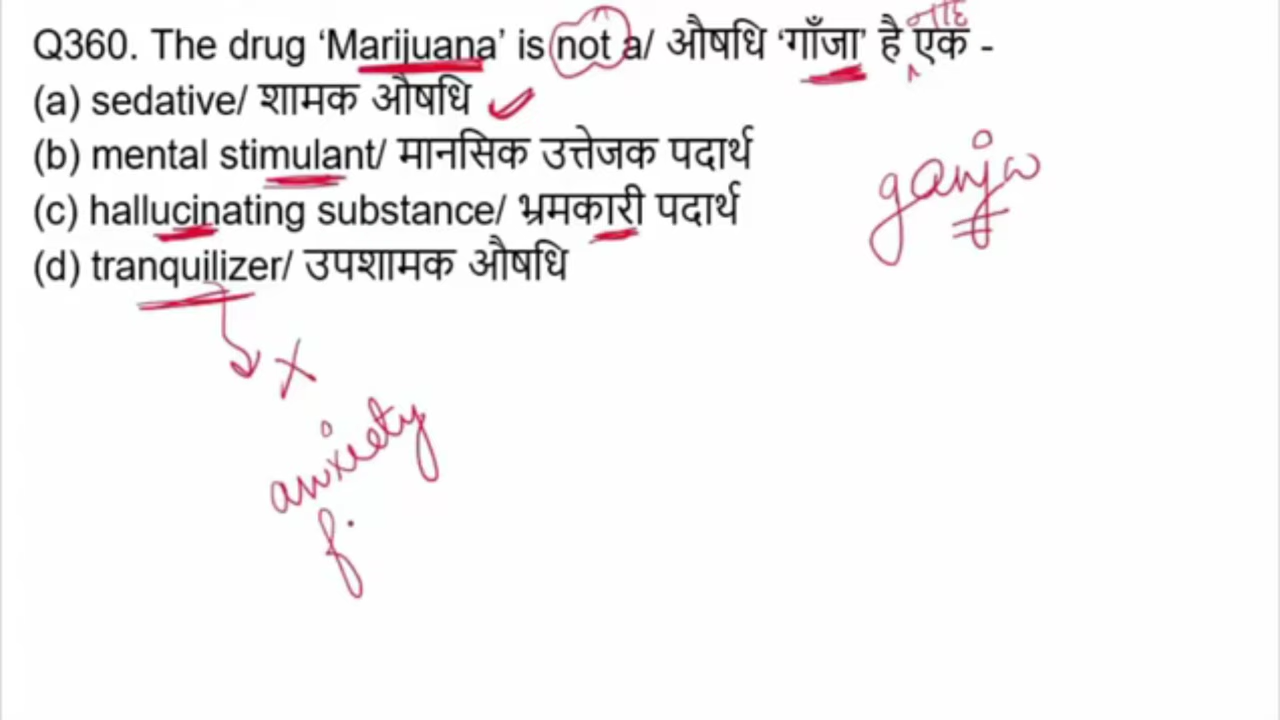 नहि
Q360. The drug ‘Marijuana’ is not a/ औषधि ‘गाँजा’ है एक -
(a) sedative/ शामक औषधि
(b) mental stimulant/ मानसिक उत्तेजक पदार्थ
(c) hallucinating substance/ भ्रमकारी पदार्थ
(d) tranquilizer/ उपशामक औषधि
ganja
anxiety